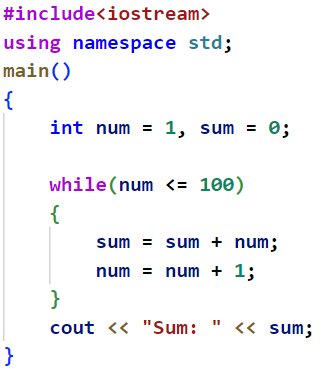 #include<iostream>
using namespace std;
main()
{
    int num = 1, sum = 0;

    while(num <= 100)
    {
        sum = sum + num;
        num = num + 1;
    }
    cout << "Sum: " << sum;
}